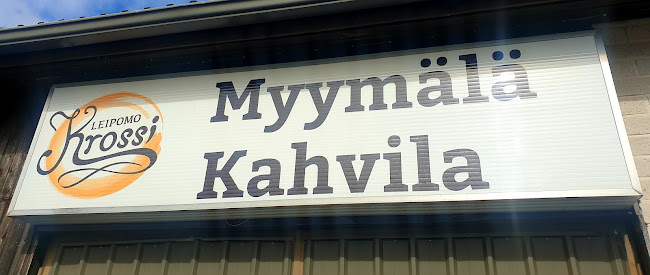 LEIPOMO
Krossi
Myymälä
Kahvila